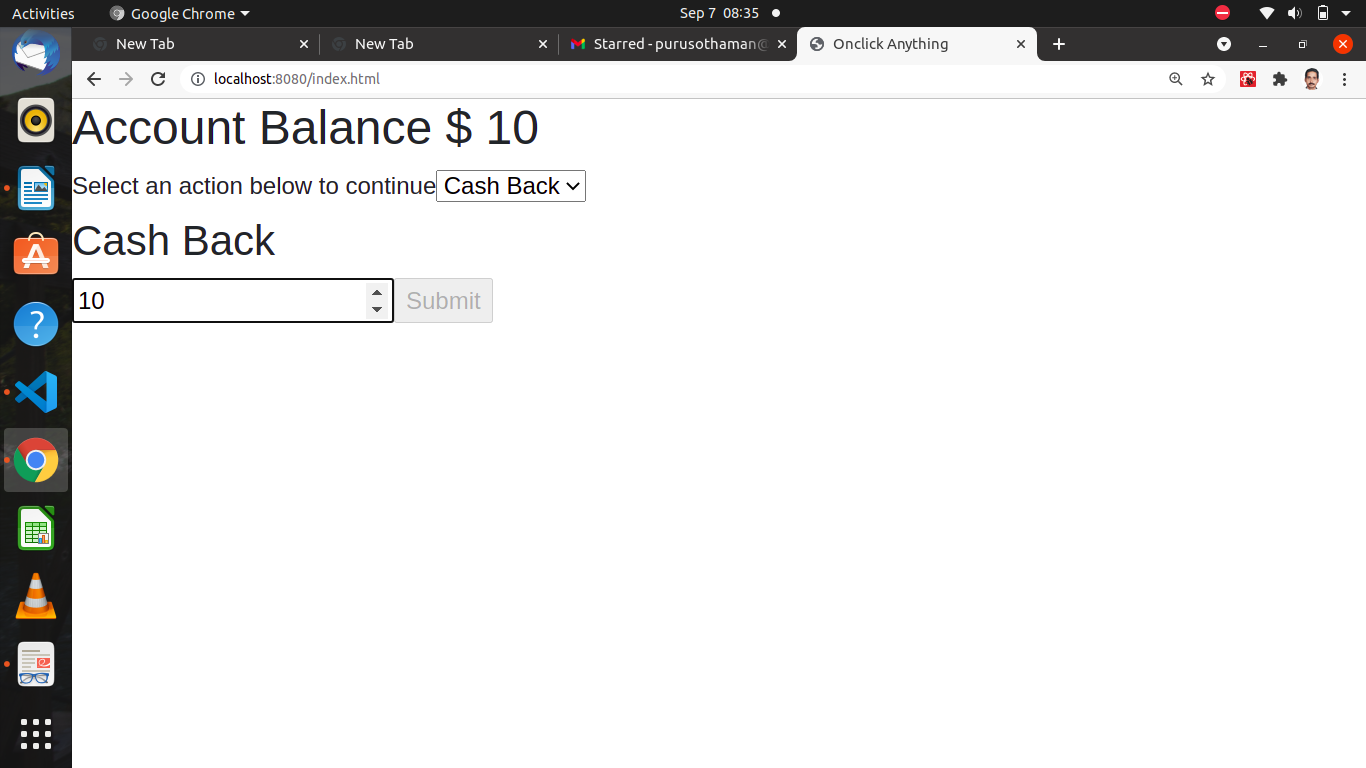 Activities Google Chrome Sep 7 08:35
New Tab New Tab Starred - purusothaman@ Onclick Anything
localhost:8080/index.html
Account Balance $ 10
Select an action below to continue Cash Back
Cash Back
10 Submit